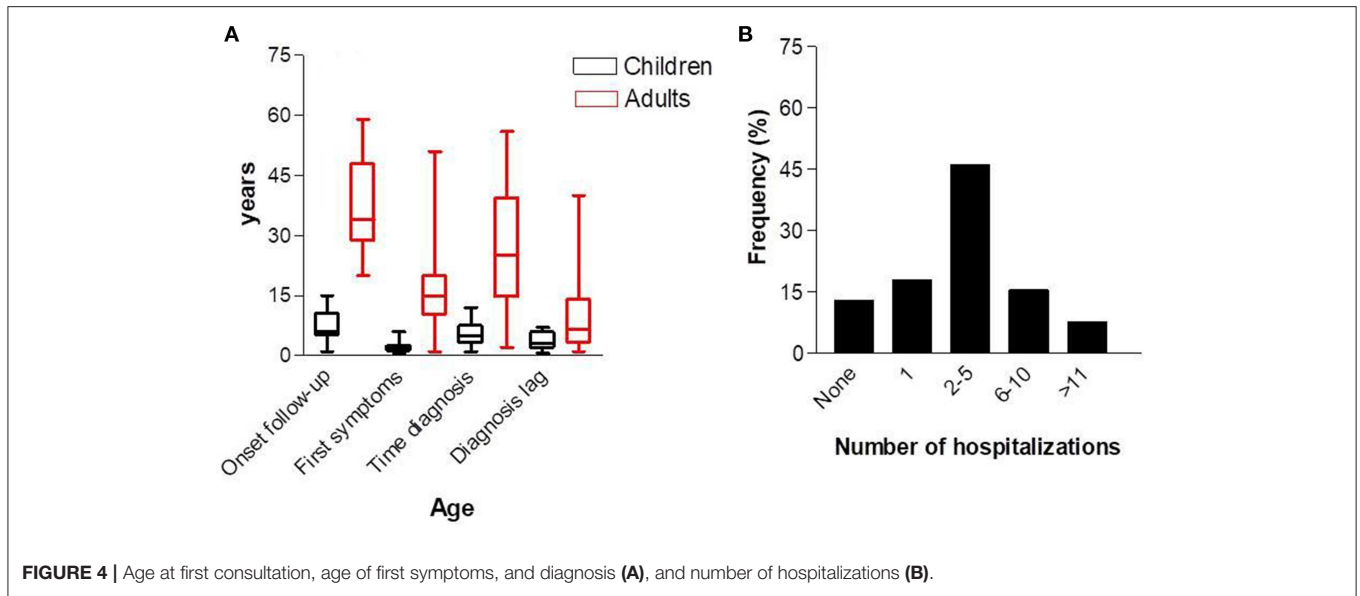 A
75
60
45
30
15
0
years
Children
Adults
Onset follow-up
First symptoms
Time diagnosis
Diagnosis lag
Age
B
75
60
45
30
15
0
Frequency (%)
None
1
2-5
6-10
>11
Number of hospitalizations
FIGURE 4 | Age at first consultation, age of first symptoms, and diagnosis (A), and number of hospitalizations (B).